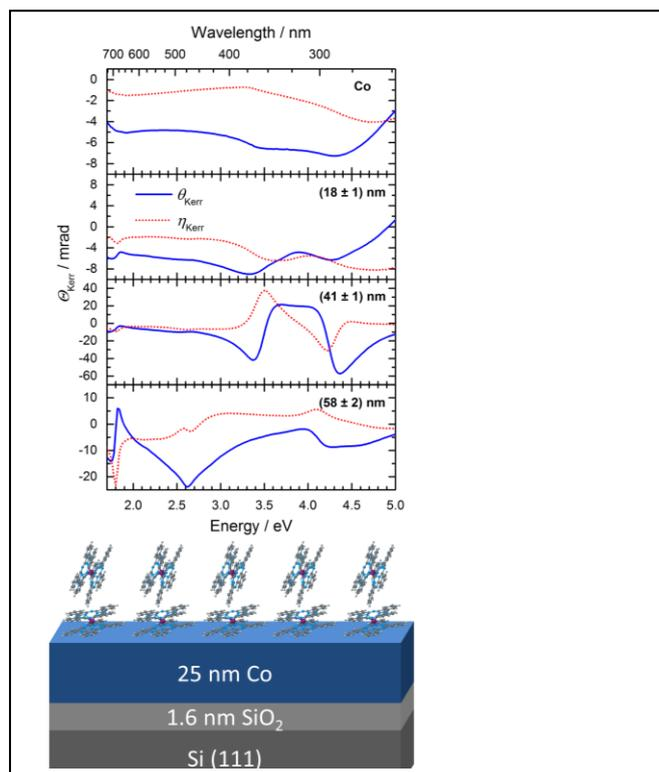 Wavelength / nm
700 600 500 400 300
Co
0
-2
-4
-6
-8
θKerr
ηKerr
(18 ± 1) nm
8
4
0
-4
-8
ΘKerr / mrad
(41 ± 1) nm
40
20
0
-20
-40
-60
(58 ± 2) nm
10
0
-10
-20
2.0 2.5 3.0 3.5 4.0 4.5 5.0
Energy / eV
25 nm Co
1.6 nm SiO₂
Si (111)